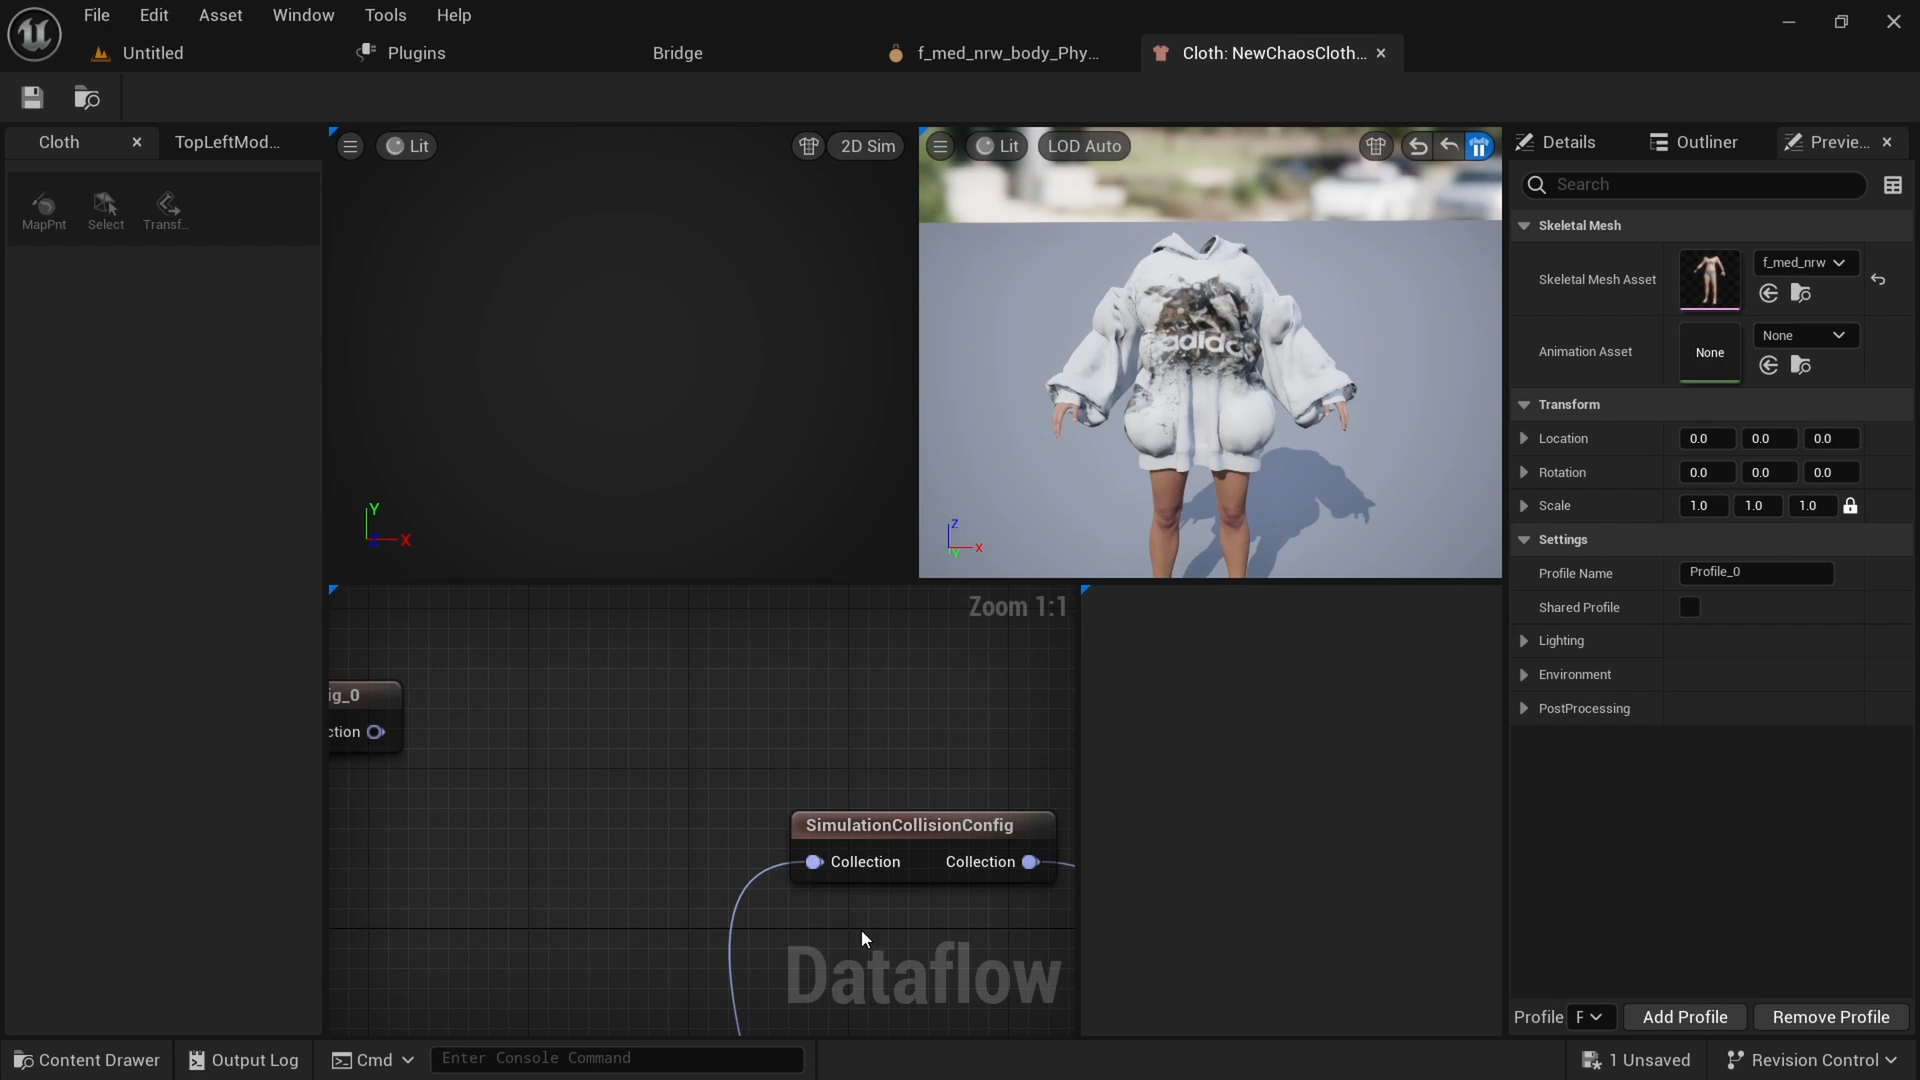 File Edit Asset Window Tools Help
Untitled Plugins Bridge f_med_nrw_body_Phy... Cloth: NewChaosCloth...
Cloth TopLeftMod... Lit 2D Sim Lit LOD Auto Details Outliner Previe...
Search
MapPnt Select Transf...
Skeletal Mesh
Skeletal Mesh Asset f_med_nrw
Animation Asset None None
adidas
Transform
Location 0.0 0.0 0.0
Rotation 0.0 0.0 0.0
Scale 1.0 1.0 1.0
Y
X
Z
X
Y
Settings
Profile Name Profile_0
Shared Profile
Lighting
Environment
PostProcessing
Zoom 1:1
ig_0
ction
SimulationCollisionConfig
Collection Collection
Dataflow
Profile F Add Profile Remove Profile
Content Drawer Output Log Cmd Enter Console Command 1 Unsaved Revision Control